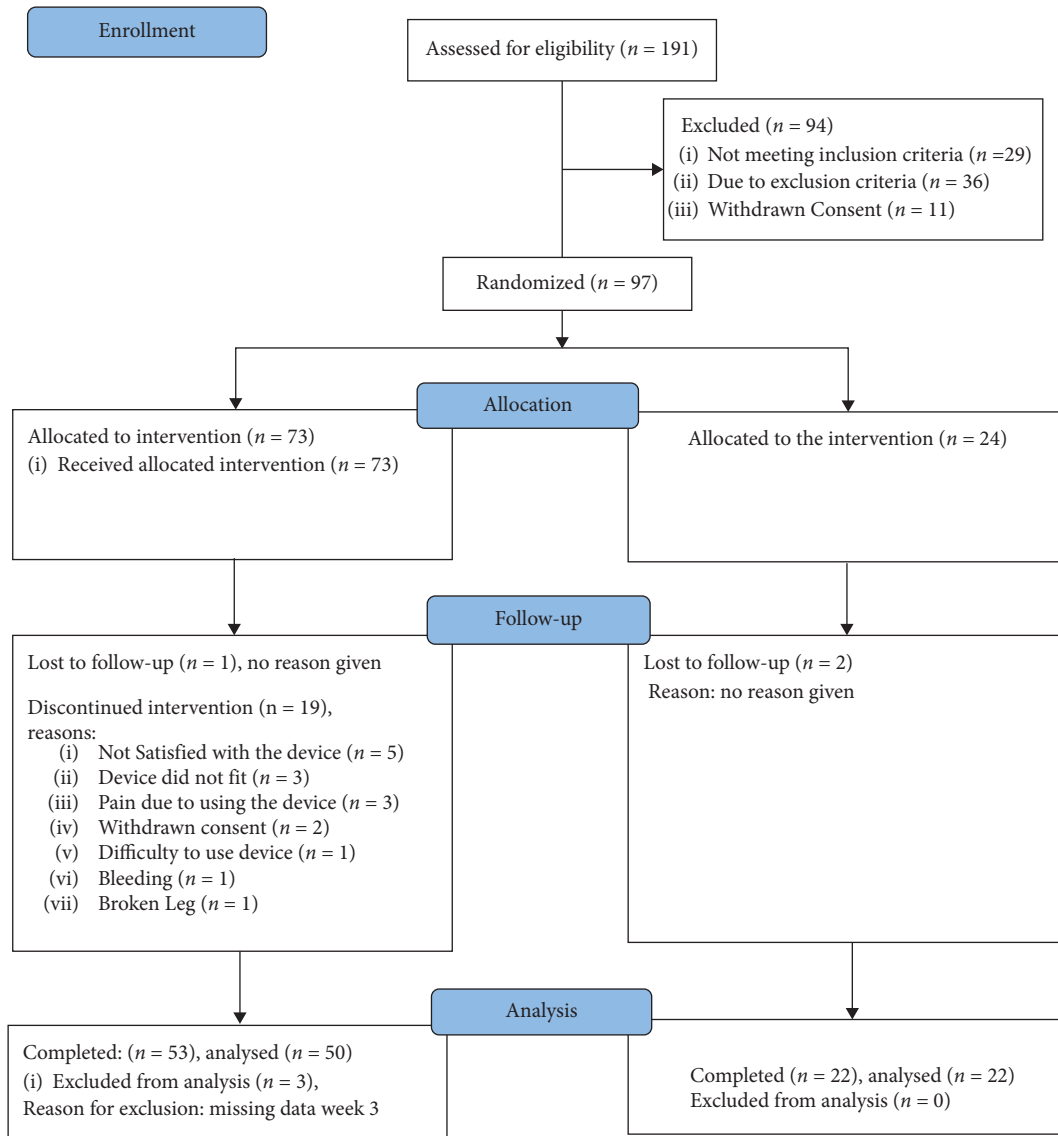 Enrollment
Assessed for eligibility (n = 191)
Excluded (n = 94)
(i) Not meeting inclusion criteria (n =29)
(ii) Due to exclusion criteria (n = 36)
(iii) Withdrawn Consent (n = 11)
Randomized (n = 97)
Allocation
Allocated to intervention (n = 73)
(i) Received allocated intervention (n = 73)
Allocated to the intervention (n = 24)
Follow-up
Lost to follow-up (n = 1), no reason given
Discontinued intervention (n = 19),
reasons:
(i) Not Satisfied with the device (n = 5)
(ii) Device did not fit (n = 3)
(iii) Pain due to using the device (n = 3)
(iv) Withdrawn consent (n = 2)
(v) Difficulty to use device (n = 1)
(vi) Bleeding (n = 1)
(vii) Broken Leg (n = 1)
Lost to follow-up (n = 2)
Reason: no reason given
Analysis
Completed: (n = 53), analysed (n = 50)
(i) Excluded from analysis (n = 3),
Reason for exclusion: missing data week 3
Completed (n = 22), analysed (n = 22)
Excluded from analysis (n = 0)